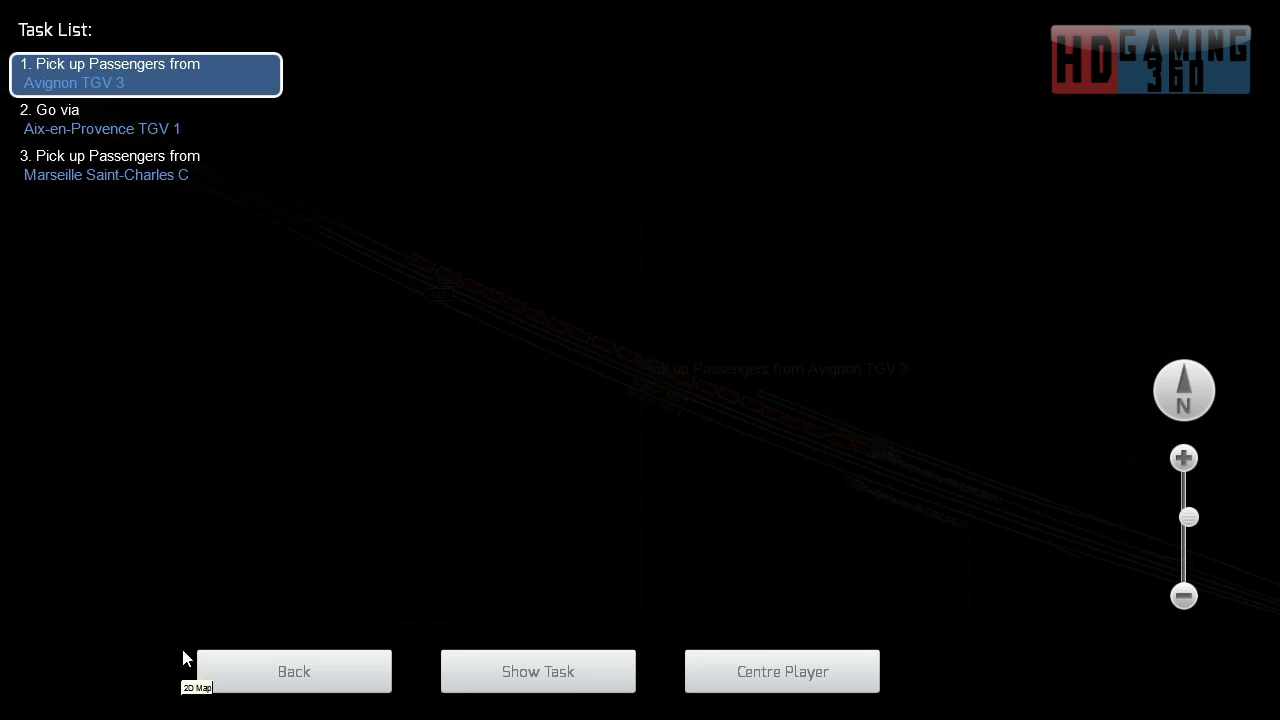 Task List:
1. Pick up Passengers from
Avignon TGV 3
2. Go via
Aix-en-Provence TGV 1
3. Pick up Passengers from
Marseille Saint-Charles C
HD GAMING 360
Pick up Passengers from Avignon TGV 3
N
Back
Show Task
Centre Player
2D Map